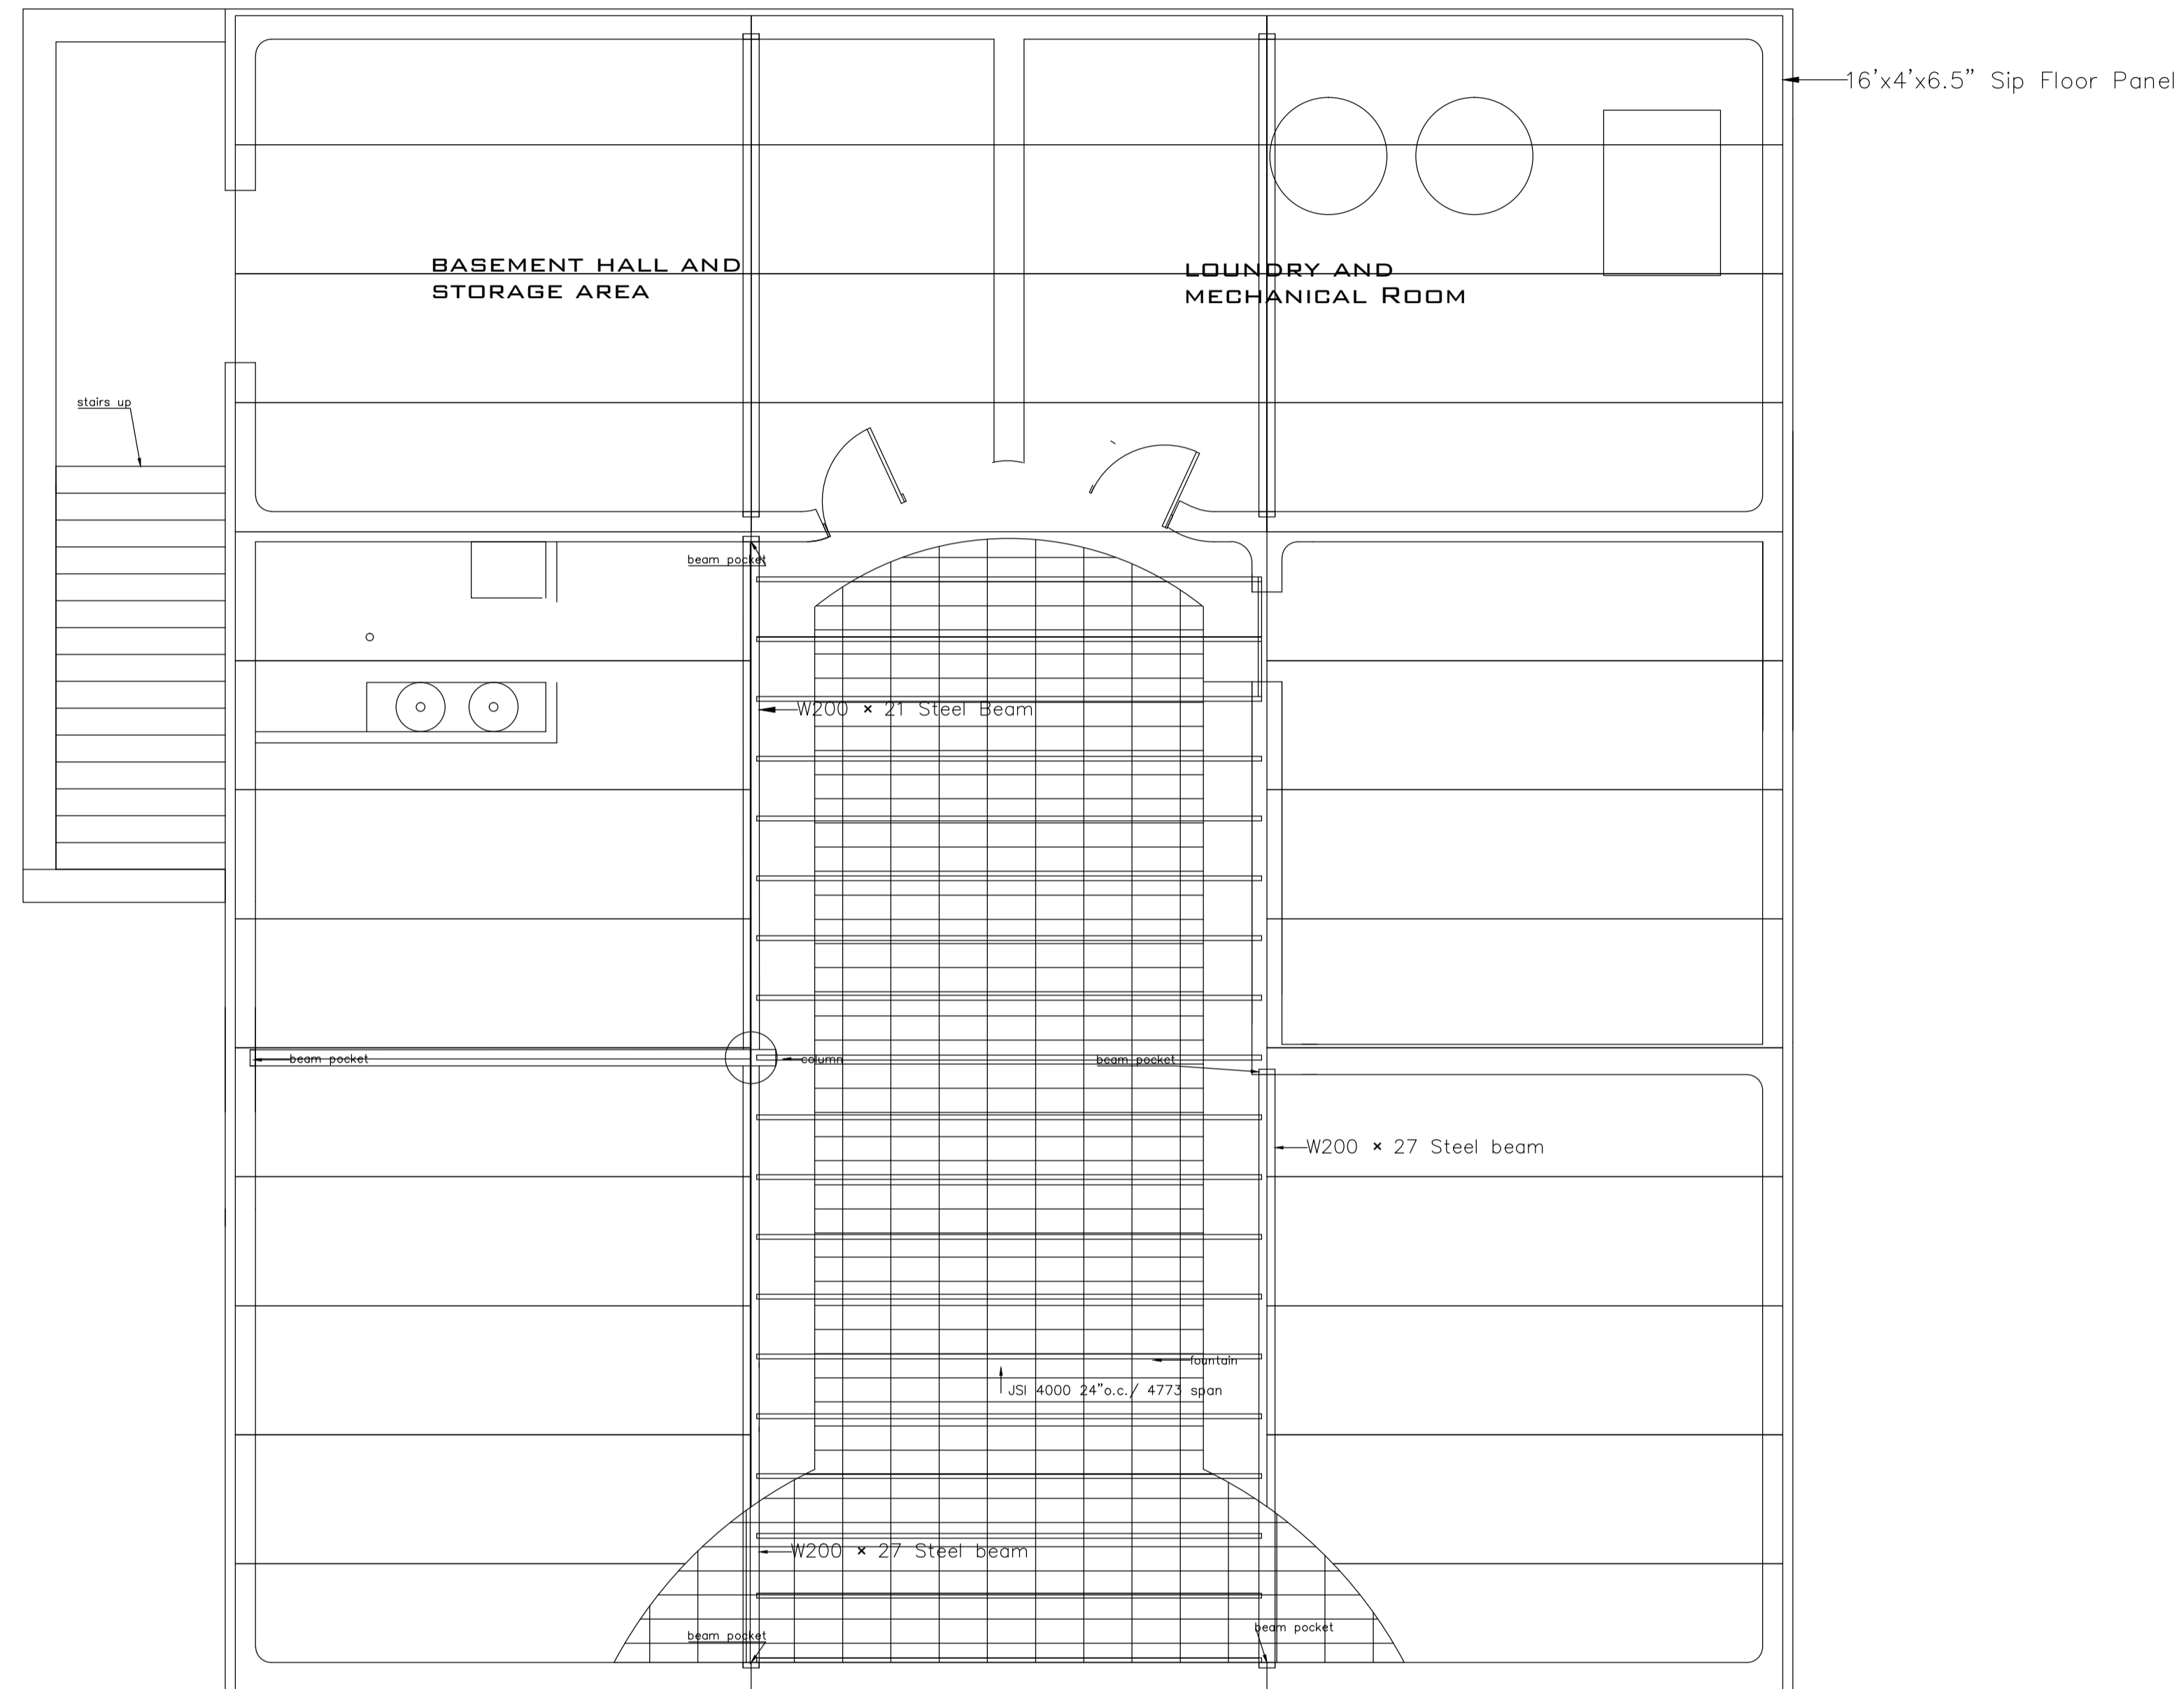 16'x4'x6.5" Sip Floor Panel
BASEMENT HALL AND
STORAGE AREA
LOUNDRY AND
MECHANICAL ROOM
stairs up
beam pocket
W200 × 21 Steel Beam
beam pocket
column
beam pocket
W200 × 27 Steel beam
fountain
JSI 4000 24"o.c./ 4773 span
W200 × 27 Steel beam
beam pocket
beam pocket